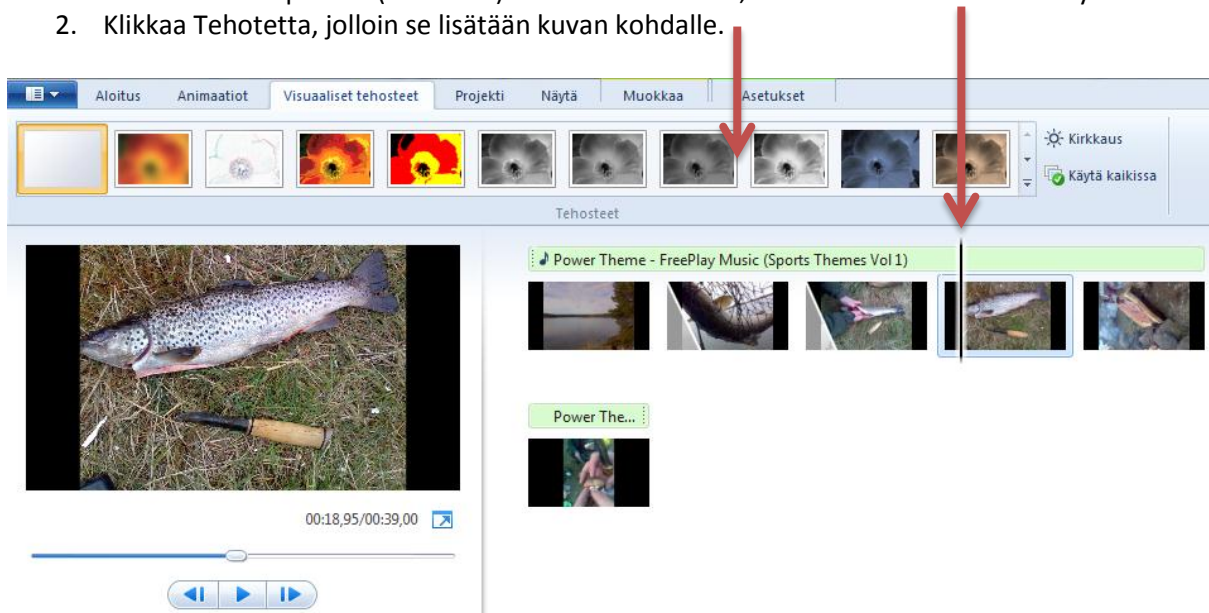 2. Klikkaa Tehotetta, jolloin se lisätään kuvan kohdalle.
Aloitus Animaatiot Visuaaliset tehosteet Projekti Näytä Muokkaa Asetukset
Kirkkaus
Käytä kaikissa
Tehosteet
Power Theme - FreePlay Music (Sports Themes Vol 1)
Power The...
00:18,95/00:39,00